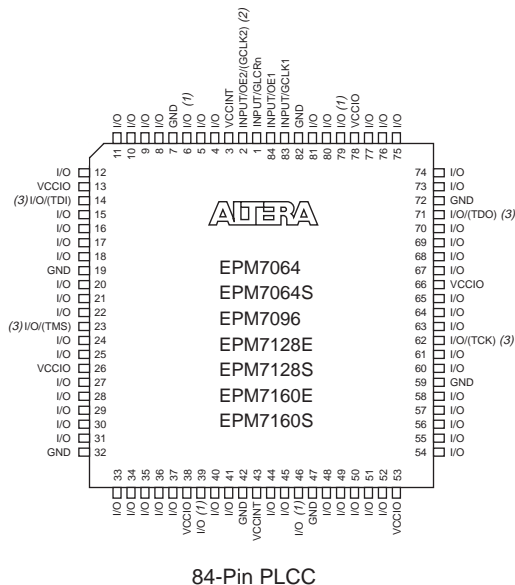 I/O
I/O
I/O
I/O
GND
I/O (1)
I/O
I/O
VCCINT
INPUT/OE2/(GCLK2) (2)
INPUT/GLCRn
INPUT/OE1
INPUT/GCLK1
GND
I/O
I/O
I/O (1)
VCCIO
I/O
I/O
I/O
11
10
9
8
7
6
5
4
3
2
1
84
83
82
81
80
79
78
77
76
75
I/O 12
VCCIO 13
(3) I/O/(TDI) 14
I/O 15
I/O 16
I/O 17
I/O 18
GND 19
I/O 20
I/O 21
I/O 22
(3) I/O/(TMS) 23
I/O 24
I/O 25
VCCIO 26
I/O 27
I/O 28
I/O 29
I/O 30
I/O 31
GND 32
ALTERA
EPM7064
EPM7064S
EPM7096
EPM7128E
EPM7128S
EPM7160E
EPM7160S
74 I/O
73 I/O
72 GND
71 I/O/(TDO) (3)
70 I/O
69 I/O
68 I/O
67 I/O
66 VCCIO
65 I/O
64 I/O
63 I/O
62 I/O/(TCK) (3)
61 I/O
60 I/O
59 GND
58 I/O
57 I/O
56 I/O
55 I/O
54 I/O
33
34
35
36
37
38
39
40
41
42
43
44
45
46
47
48
49
50
51
52
53
I/O
I/O
I/O
I/O
I/O
VCCIO
I/O (1)
I/O
I/O
GND
VCCINT
I/O
I/O
I/O (1)
GND
I/O
I/O
I/O
I/O
I/O
VCCIO
84-Pin PLCC